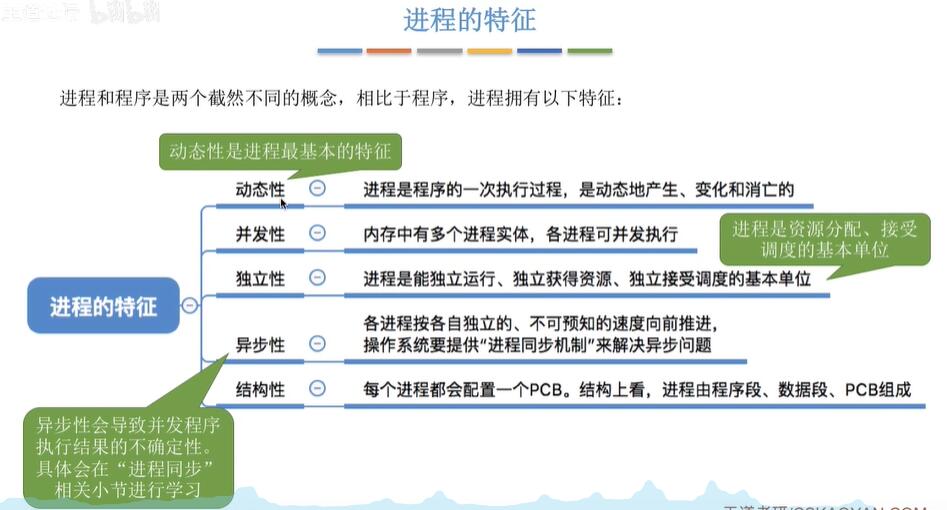 bilibili
进程的特征
进程和程序是两个截然不同的概念，相比于程序，进程拥有以下特征：
动态性是进程最基本的特征
动态性
进程是程序的一次执行过程，是动态地产生、变化和消亡的
并发性
内存中有多个进程实体，各进程可并发执行
进程是资源分配、接受
调度的基本单位
独立性
进程是能独立运行、独立获得资源、独立接受调度的基本单位
进程的特征
异步性
各进程按各自独立的、不可预知的速度向前推进，
操作系统要提供“进程同步机制”来解决异步问题
结构性
每个进程都会配置一个PCB。结构上看，进程由程序段、数据段、PCB组成
异步性会导致并发程序
执行结果的不确定性。
具体会在“进程同步”
相关小节进行学习